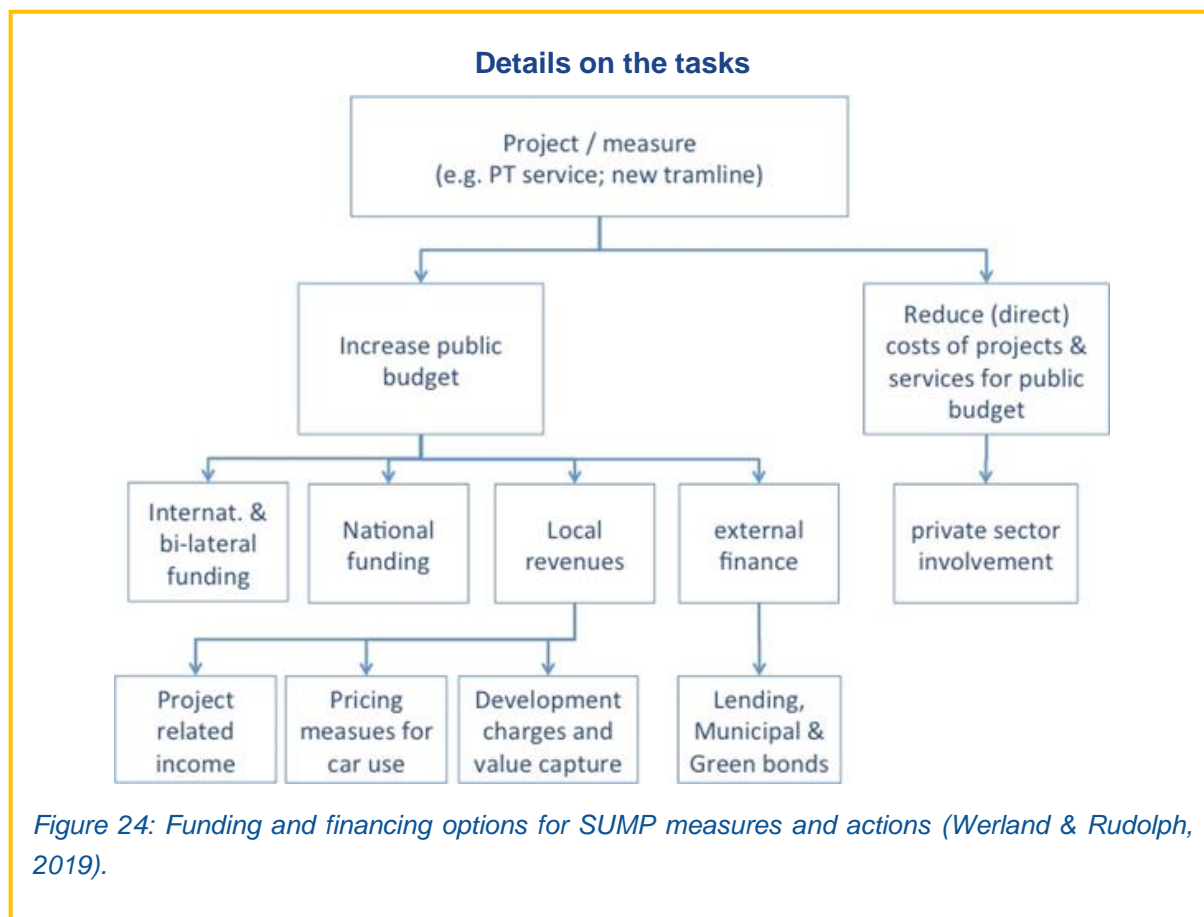 Details on the tasks
Project / measure
(e.g. PT service; new tramline)
Increase public
budget
Reduce (direct)
costs of projects &
services for public
budget
Internat. &
bi-lateral
funding
National
funding
Local
revenues
external
finance
private sector
involvement
Project
related
income
Pricing
measues for
car use
Development
charges and
value capture
Lending,
Municipal &
Green bonds
Figure 24: Funding and financing options for SUMP measures and actions (Werland & Rudolph,
2019).